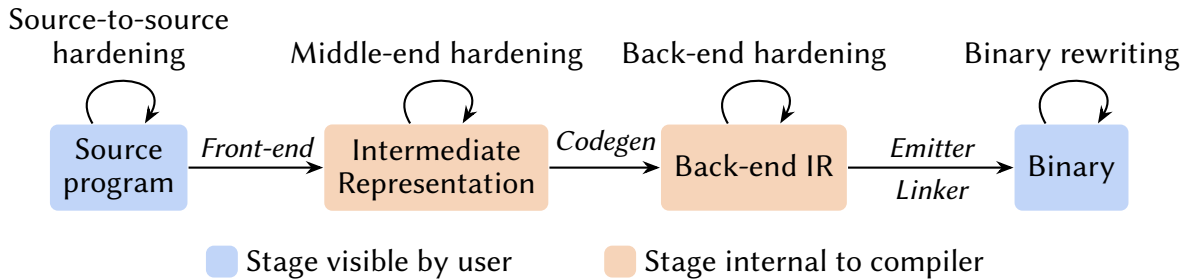 Source-to-source
hardening
Middle-end hardening
Back-end hardening
Binary rewriting
Source
program
Front-end
Intermediate
Representation
Codegen
Back-end IR
Emitter
Linker
Binary
Stage visible by user
Stage internal to compiler